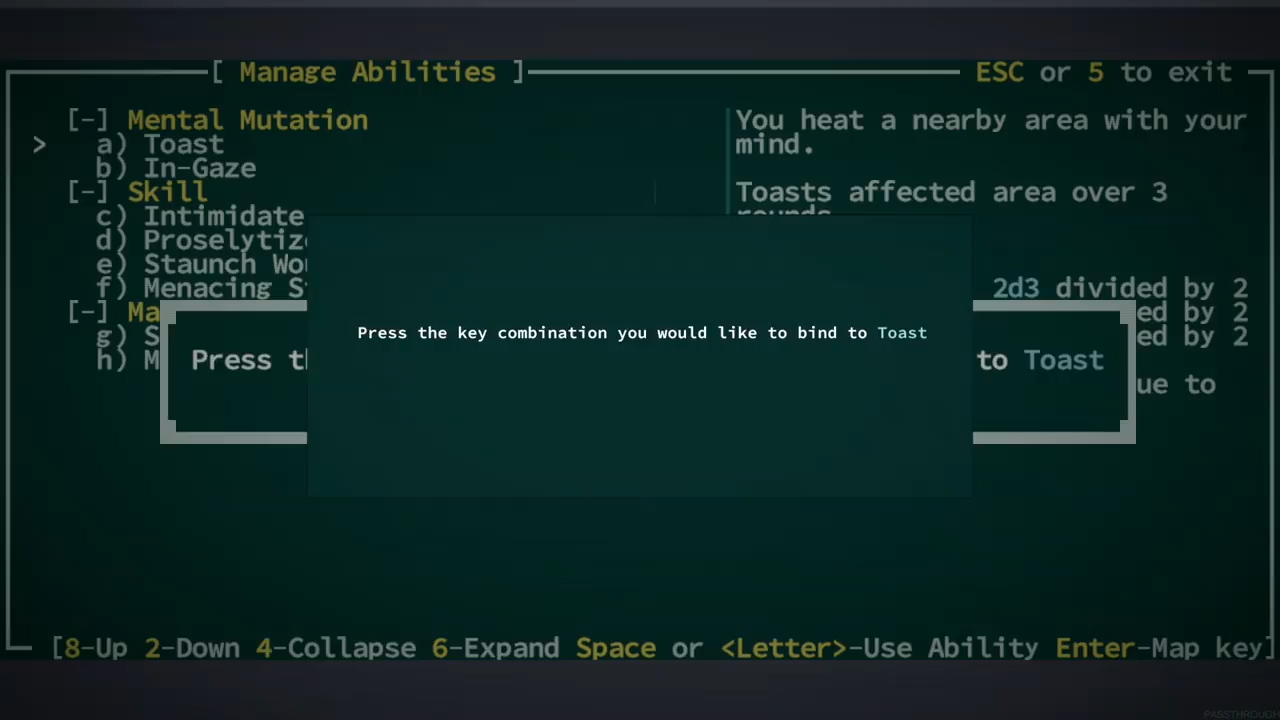 [ Manage Abilities ] ESC or 5 to exit
[-] Mental Mutation
> a) Toast
b) In-Gaze
[-] Skill
c) Intimidate
d) Proselytiz
e) Staunch Wo
f) Menacing S
[-] Ma
g) S
h) M
You heat a nearby area with your
mind.
Toasts affected area over 3
rounds
2d3 divided by 2
ed by 2
ed by 2
ue to
Press th
to Toast
Press the key combination you would like to bind to Toast
[8-Up 2-Down 4-Collapse 6-Expand Space or <Letter>-Use Ability Enter-Map key]